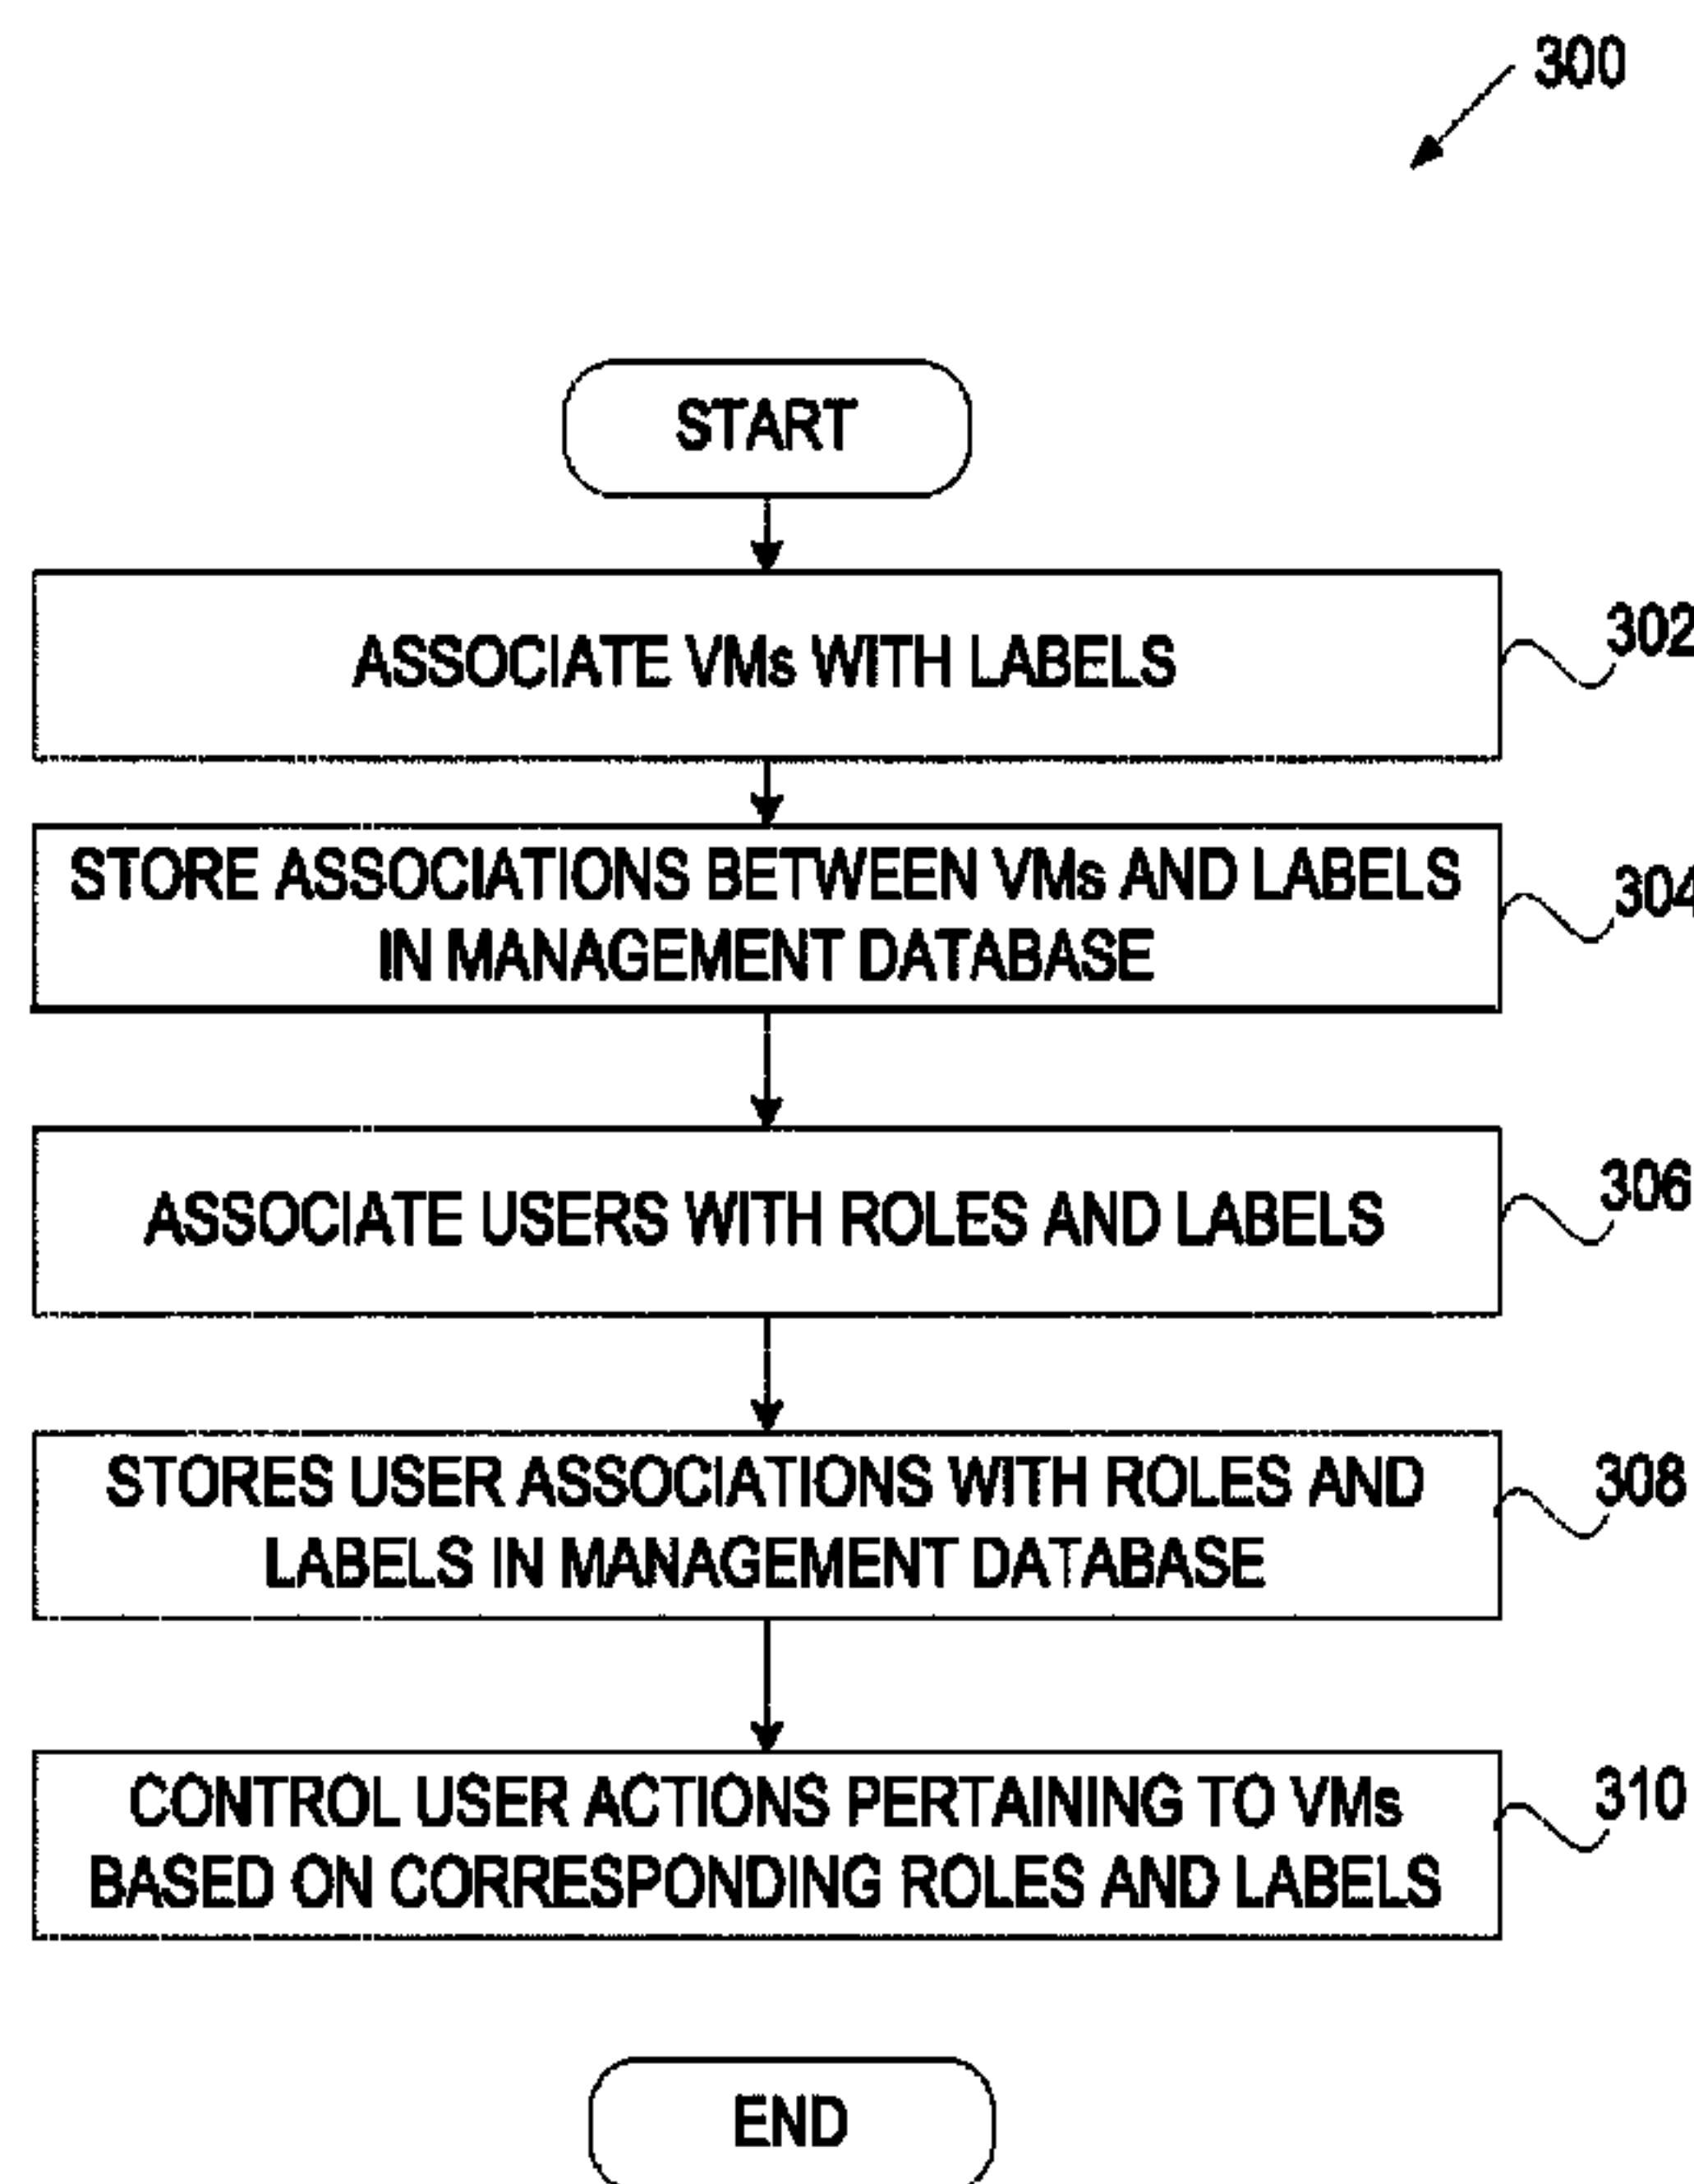 300
START
ASSOCIATE VMs WITH LABELS
302
STORE ASSOCIATIONS BETWEEN VMs AND LABELS
IN MANAGEMENT DATABASE
304
ASSOCIATE USERS WITH ROLES AND LABELS
306
STORES USER ASSOCIATIONS WITH ROLES AND
LABELS IN MANAGEMENT DATABASE
308
CONTROL USER ACTIONS PERTAINING TO VMs
BASED ON CORRESPONDING ROLES AND LABELS
310
END